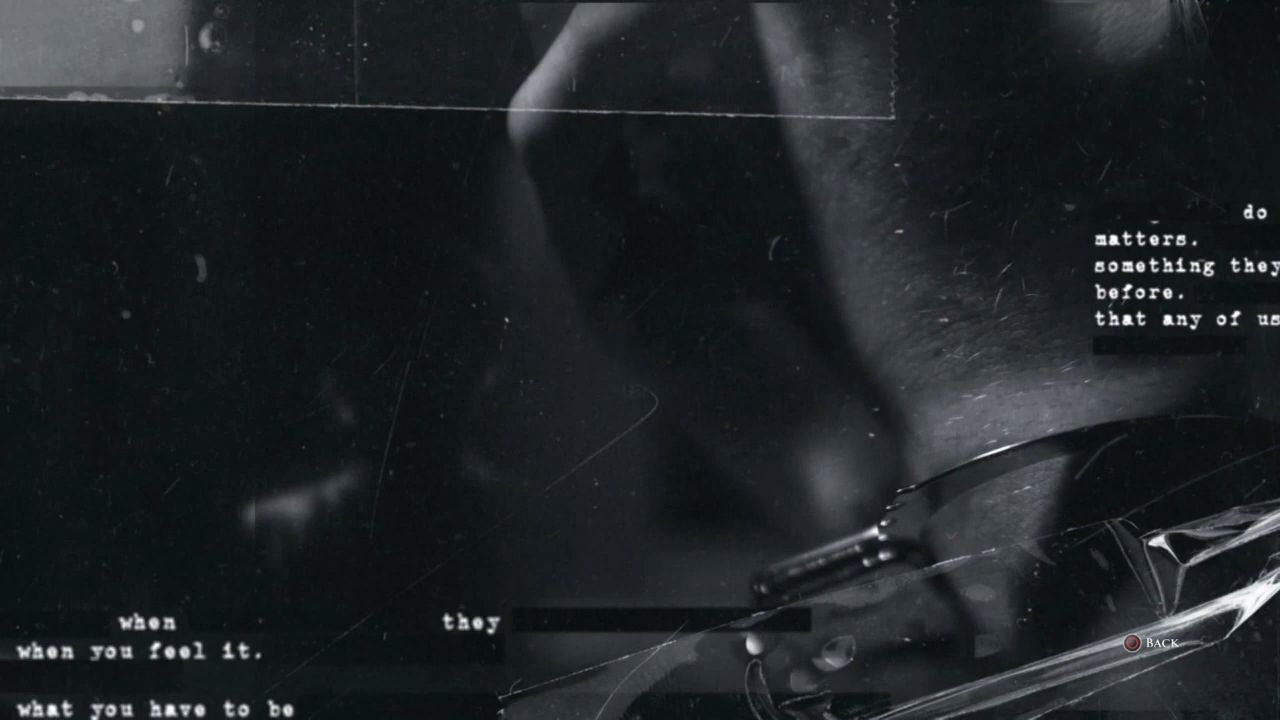 do
matters.
something they
before.
that any of us
when they
when you feel it.
BACK
what you have to be